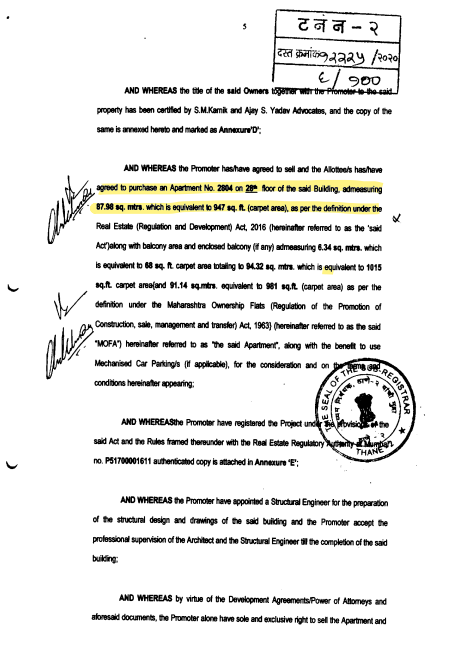 5
टनन - २
दस्त क्रमांक १२२२५ /२०२०
६/१००
AND WHEREAS the title of the said Owners together with the Promoter to the said
property has been certified by S.M.Karnik and Ajay S. Yadav Advocates, and the copy of
the same is annexed hereto and marked as Annexure'D';
AND WHEREAS the Promoter has/have agreed to sell and the Allottee/s has/have
agreed to purchase an Apartment No. 2804 on 28th floor of the said Building, admeasuring
87.98 sq. mtrs. which is equivalent to 947 sq. ft. (carpet area), as per the definition under the
Real Estate (Regulation and Development) Act, 2016 (hereinafter referred to as the 'said
Act')along with balcony area and enclosed balcony (if any) admeasuring 6.34 sq. mtrs. which
is equivalent to 68 sq. ft. carpet area totaling to 94.32 sq. mtrs. which is equivalent to 1015
sq.ft. carpet area(and 91.14 sq.mtrs. equivalent to 981 sq.ft. (carpet area) as per the
definition under the Maharashtra Ownership Flats (Regulation of the Promotion of
Construction, sale, management and transfer) Act, 1963) (hereinafter referred to as the said
"MOFA") hereinafter referred to as "the said Apartment", along with the benefit to use
Mechanised Car Parking/s (if applicable), for the consideration and on the terms and
conditions hereinafter appearing;
THE SEAL OF THE SUB-REGISTRAR
THANE
AND WHEREASthe Promoter have registered the Project under the provisions of the
said Act and the Rules framed thereunder with the Real Estate Regulatory Authority at Mumbai
no. P51700001611 authenticated copy is attached in Annexure 'E';
AND WHEREAS the Promoter have appointed a Structural Engineer for the preparation
of the structural design and drawings of the said building and the Promoter accept the
professional supervision of the Architect and the Structural Engineer till the completion of the said
building;
AND WHEREAS by virtue of the Development Agreements/Power of Attorneys and
aforesaid documents, the Promoter alone have sole and exclusive right to sell the Apartment and